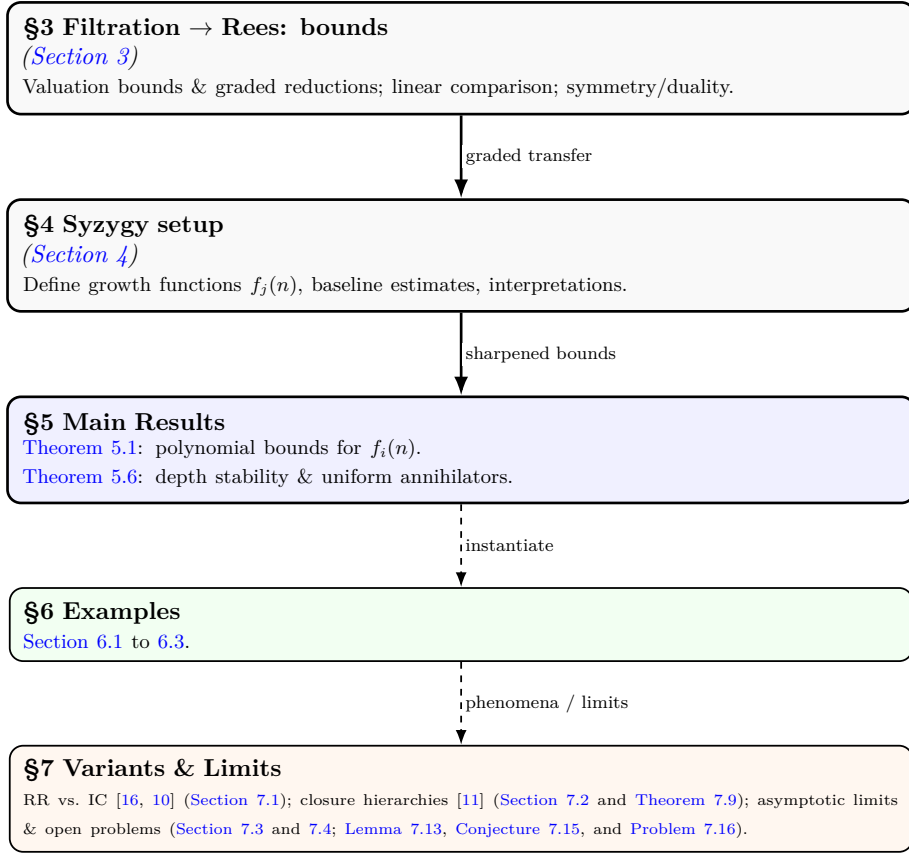 §3 Filtration → Rees: bounds
(Section 3)
Valuation bounds & graded reductions; linear comparison; symmetry/duality.
graded transfer
§4 Syzygy setup
(Section 4)
Define growth functions f_j(n), baseline estimates, interpretations.
sharpened bounds
§5 Main Results
Theorem 5.1: polynomial bounds for f_i(n).
Theorem 5.6: depth stability & uniform annihilators.
instantiate
§6 Examples
Section 6.1 to 6.3.
phenomena / limits
§7 Variants & Limits
RR vs. IC [16, 10] (Section 7.1); closure hierarchies [11] (Section 7.2 and Theorem 7.9); asymptotic limits
& open problems (Section 7.3 and 7.4; Lemma 7.13, Conjecture 7.15, and Problem 7.16).